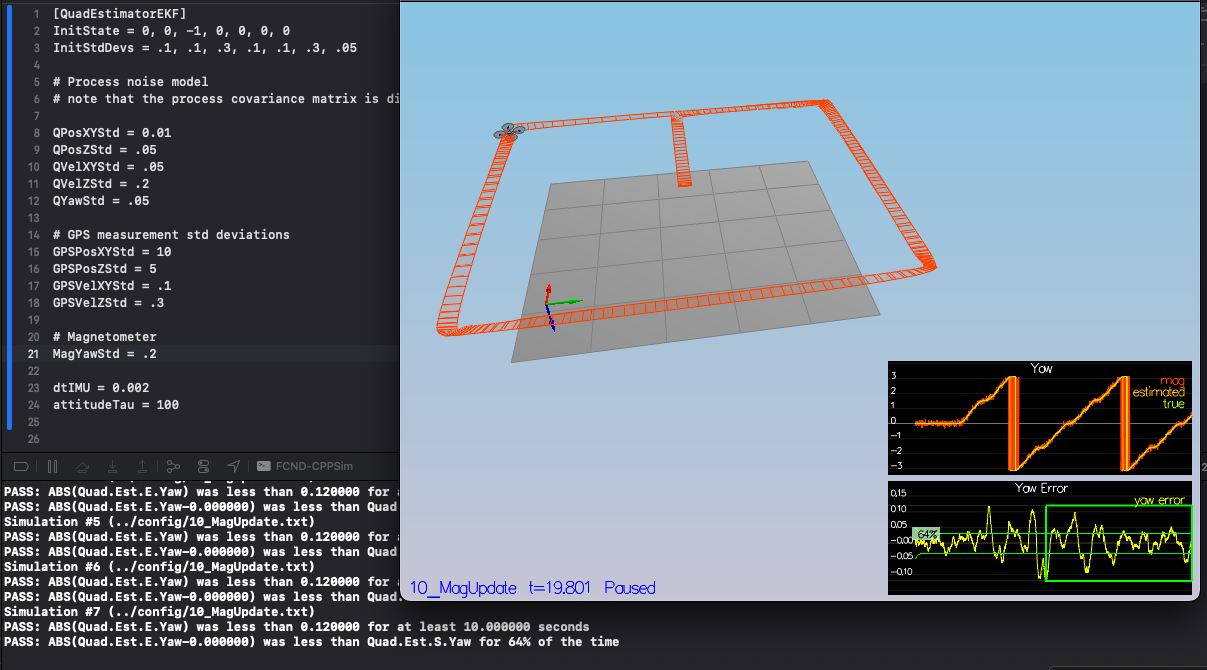 1 [QuadEstimatorEKF]
2 InitState = 0, 0, -1, 0, 0, 0, 0
3 InitStdDevs = .1, .1, .3, .1, .1, .3, .05
4
5 # Process noise model
6 # note that the process covariance matrix is di
7
8 QPosXYStd = 0.01
9 QPosZStd = .05
10 QVelXYStd = .05
11 QVelZStd = .2
12 QYawStd = .05
13
14 # GPS measurement std deviations
15 GPSPosXYStd = 10
16 GPSPosZStd = 5
17 GPSVelXYStd = .1
18 GPSVelZStd = .3
19
20 # Magnetometer
21 MagYawStd = .2
22
23 dtIMU = 0.002
24 attitudeTau = 100
25
26
FCND-CPPSim
PASS: ABS(Quad.Est.E.Yaw) was less than 0.120000 for a
PASS: ABS(Quad.Est.E.Yaw-0.000000) was less than Quad
Simulation #5 (../config/10_MagUpdate.txt)
PASS: ABS(Quad.Est.E.Yaw) was less than 0.120000 for a
PASS: ABS(Quad.Est.E.Yaw-0.000000) was less than Quad
Simulation #6 (../config/10_MagUpdate.txt)
PASS: ABS(Quad.Est.E.Yaw) was less than 0.120000 for a
PASS: ABS(Quad.Est.E.Yaw-0.000000) was less than Quad.
Simulation #7 (../config/10_MagUpdate.txt)
PASS: ABS(Quad.Est.E.Yaw) was less than 0.120000 for at least 10.000000 seconds
PASS: ABS(Quad.Est.E.Yaw-0.000000) was less than Quad.Est.S.Yaw for 64% of the time
10_MagUpdate t=19.801 Paused
Yaw
3
2
1
0
-1
-2
-3
mag
estimated
true
Yaw Error
yaw error
0.15
0.10
0.05
-0.00
-0.05
-0.10
64%